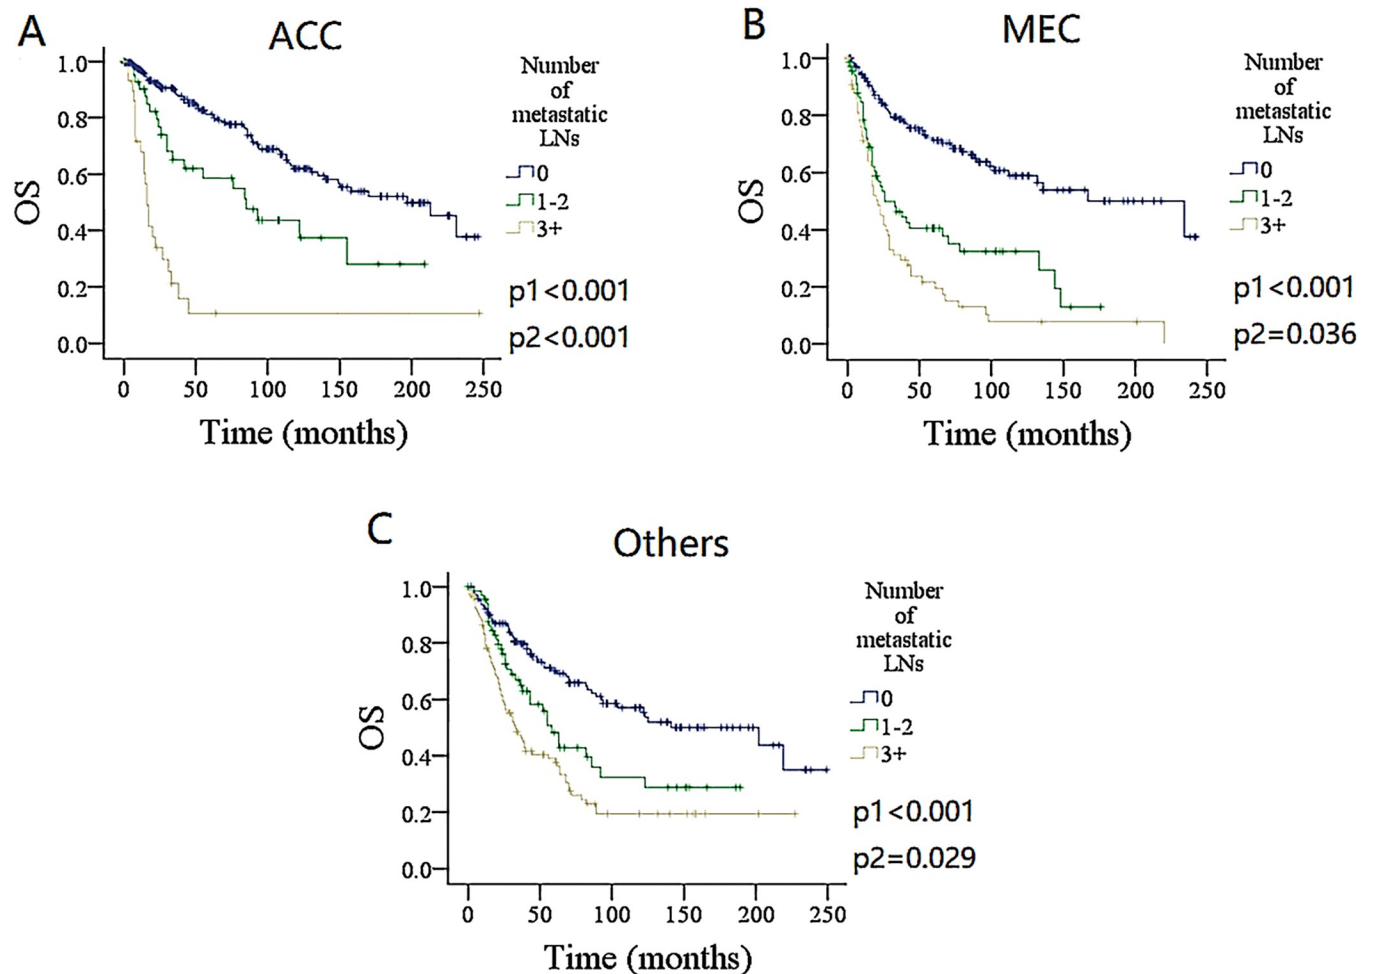 A
ACC
1.0
0.8
0.6
0.4
0.2
0.0
OS
0 50 100 150 200 250
Time (months)
Number
of
metastatic
LNs
0
1-2
3+
p1<0.001
p2<0.001
B
MEC
1.0
0.8
0.6
0.4
0.2
0.0
OS
0 50 100 150 200 250
Time (months)
Number
of
metastatic
LNs
0
1-2
3+
p1<0.001
p2=0.036
C
Others
1.0
0.8
0.6
0.4
0.2
0.0
OS
0 50 100 150 200 250
Time (months)
Number
of
metastatic
LNs
0
1-2
3+
p1<0.001
p2=0.029